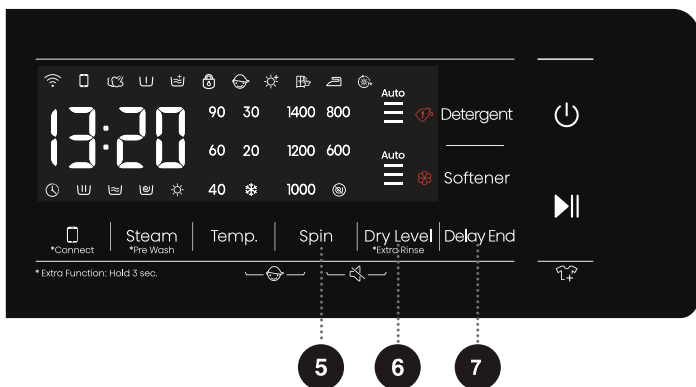 Auto
90 30 1400 800
Detergent
13:20
60 20 1200 600
Auto
Softener
40 1000
Steam Temp. Spin Dry Level Delay End
*Connect *Pre Wash *Extra Rinse
* Extra Function: Hold 3 sec.
5 6 7